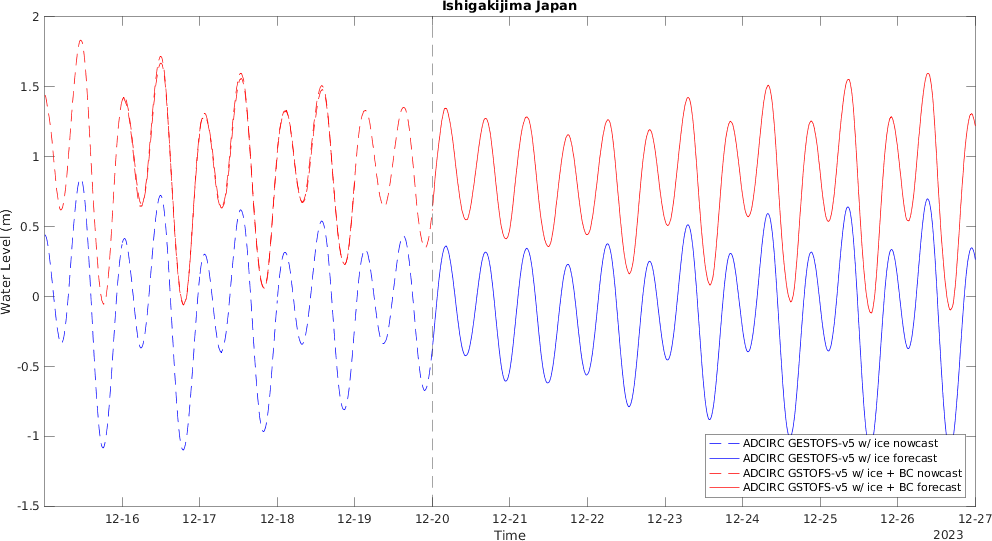 Ishigakijima Japan
2
1.5
1
0.5
0
-0.5
-1
-1.5
Water Level (m)
12-16 12-17 12-18 12-19 12-20 12-21 12-22 12-23 12-24 12-25 12-26 12-27
Time
2023
ADCIRC GESTOFS-v5 w/ ice nowcast
ADCIRC GESTOFS-v5 w/ ice forecast
ADCIRC GSTOFS-v5 w/ ice + BC nowcast
ADCIRC GSTOFS-v5 w/ ice + BC forecast